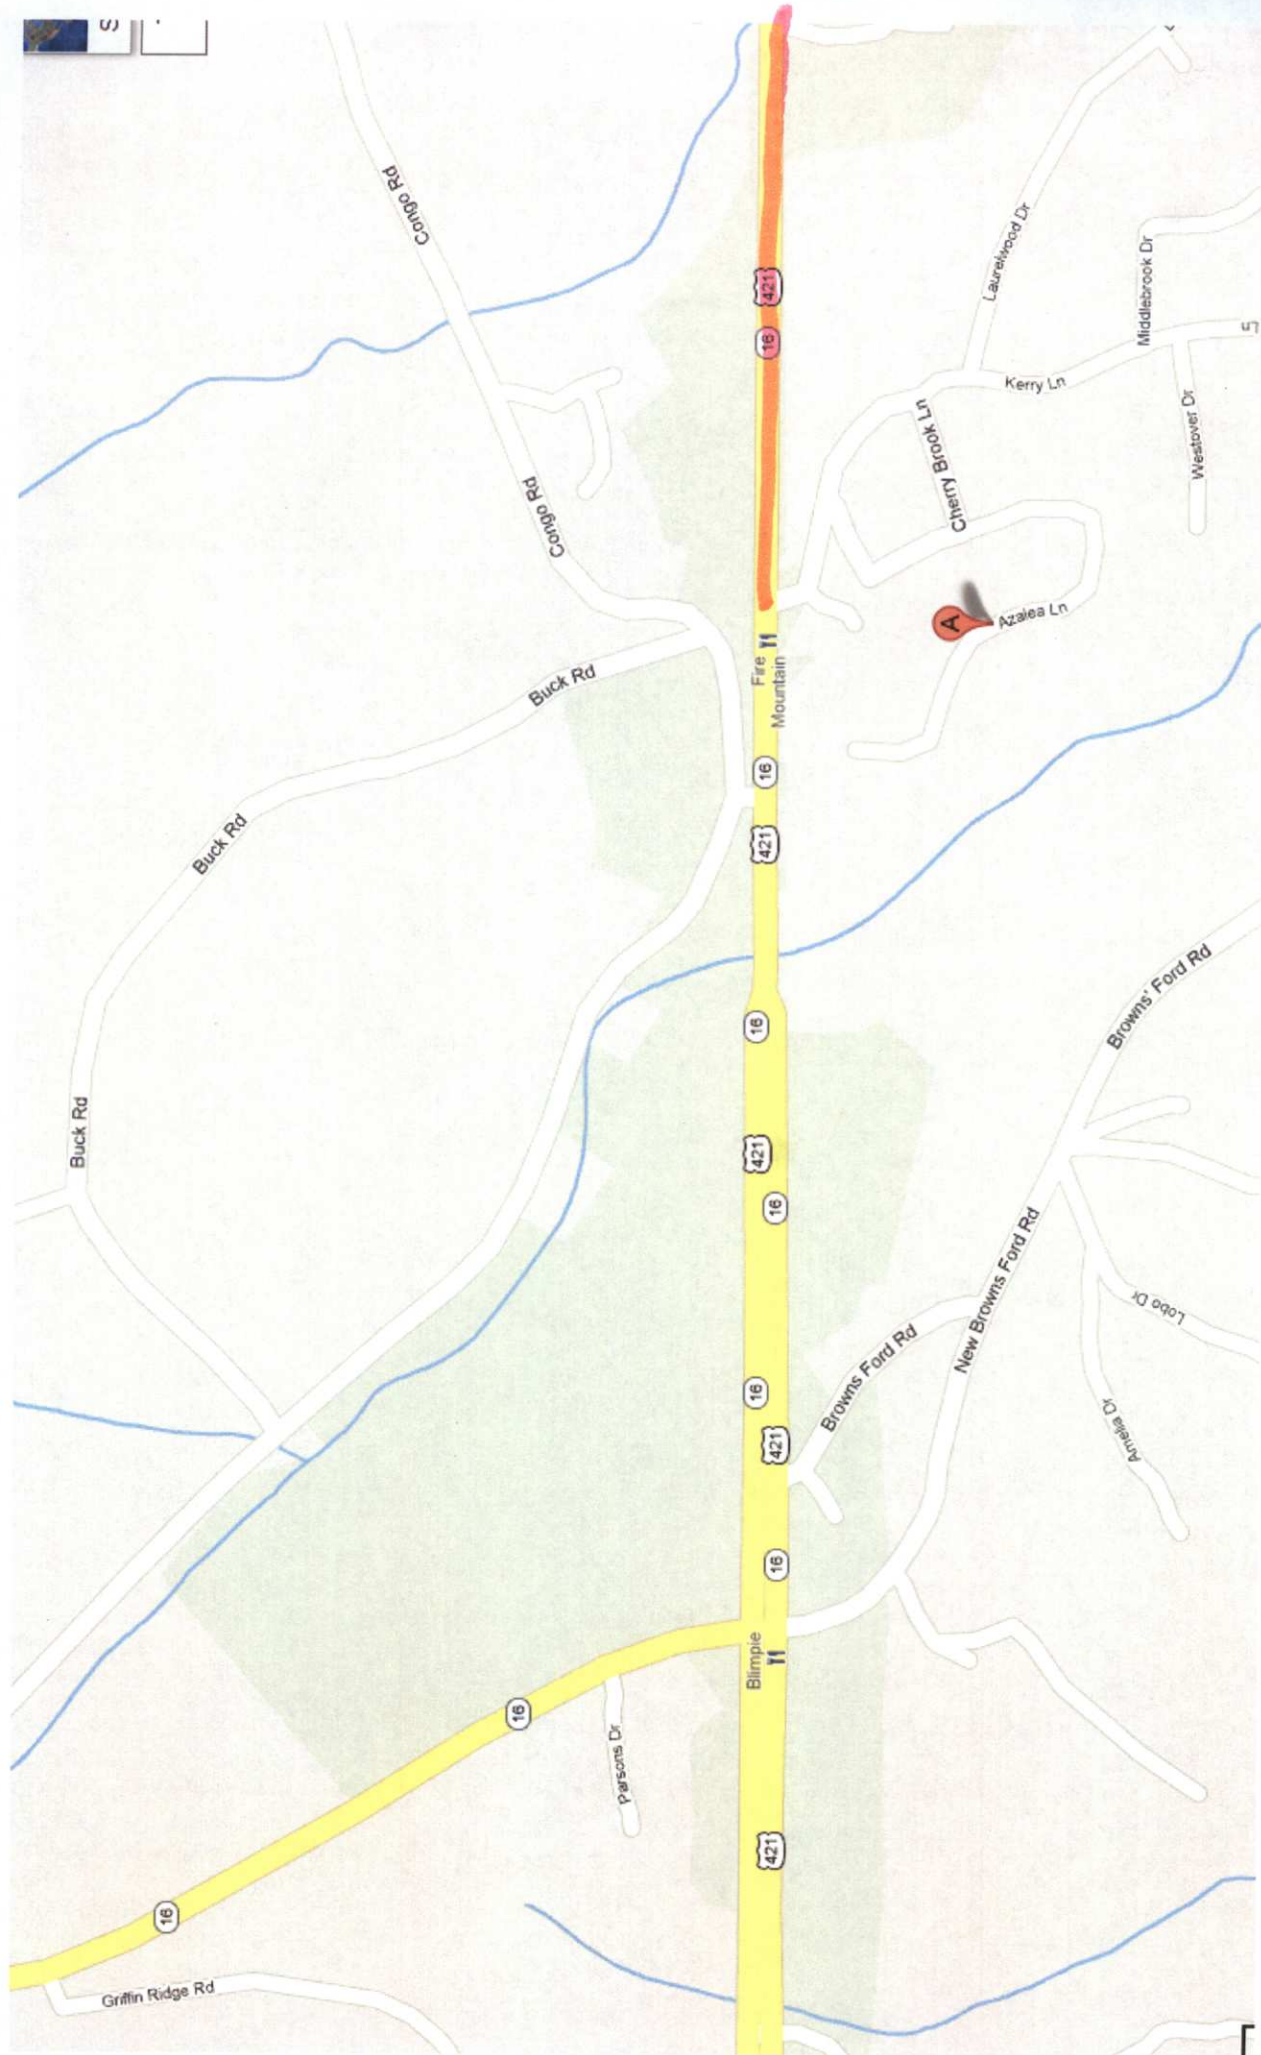 S
Congo Rd
421
16
Laurelwood Dr
Middlebrook Dr
Ln
Kerry Ln
Westover Dr
Cherry Brook Ln
Congo Rd
A
Azalea Ln
Fire
Mountain
Buck Rd
16
421
Buck Rd
Browns' Ford Rd
16
Buck Rd
421
16
New Browns Ford Rd
Lobo Dr
Browns Ford Rd
16
421
Amelia Dr
16
Blimpie
16
Parsons Dr
421
16
Griffin Ridge Rd